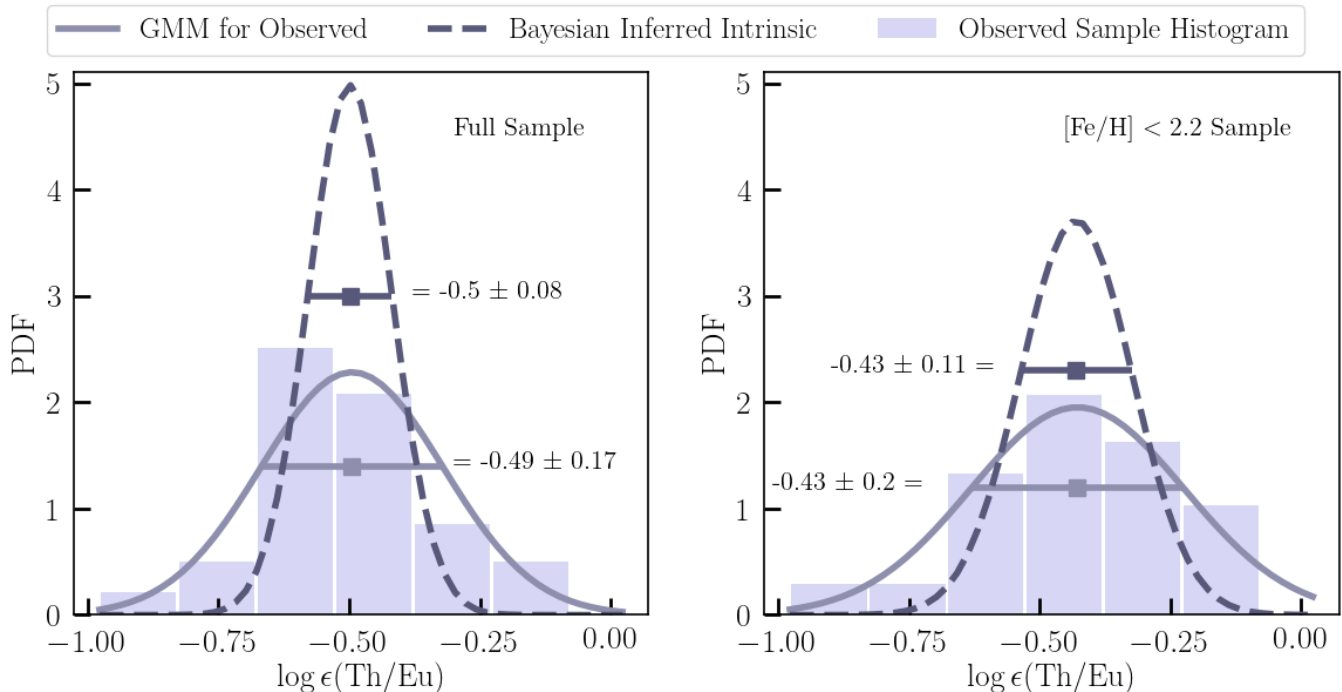 GMM for Observed
Bayesian Inferred Intrinsic
Observed Sample Histogram
Full Sample
5
4
3
2
1
0
PDF
= -0.5 ± 0.08
= -0.49 ± 0.17
−1.00
−0.75
−0.50
−0.25
0.00
log ϵ(Th/Eu)
[Fe/H] < 2.2 Sample
5
4
3
2
1
0
PDF
-0.43 ± 0.11 =
-0.43 ± 0.2 =
−1.00
−0.75
−0.50
−0.25
0.00
log ϵ(Th/Eu)